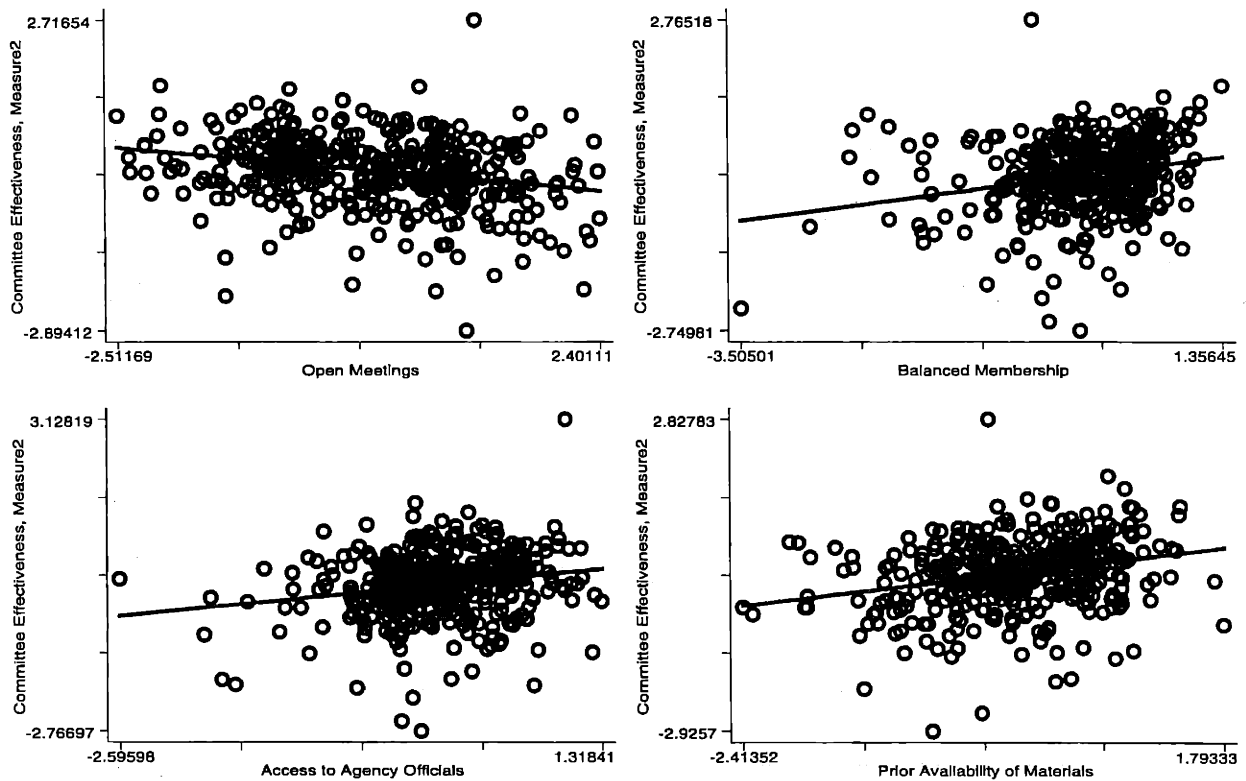 2.71654
Committee Effectiveness, Measure2
-2.89412
-2.51169
2.40111
Open Meetings
2.76518
Committee Effectiveness, Measure2
-2.74981
-3.50501
1.35645
Balanced Membership
3.12819
Committee Effectiveness, Measure2
-2.76697
-2.59598
1.31841
Access to Agency Officials
2.82783
Committee Effectiveness, Measure2
-2.9257
-2.41352
1.79333
Prior Availability of Materials